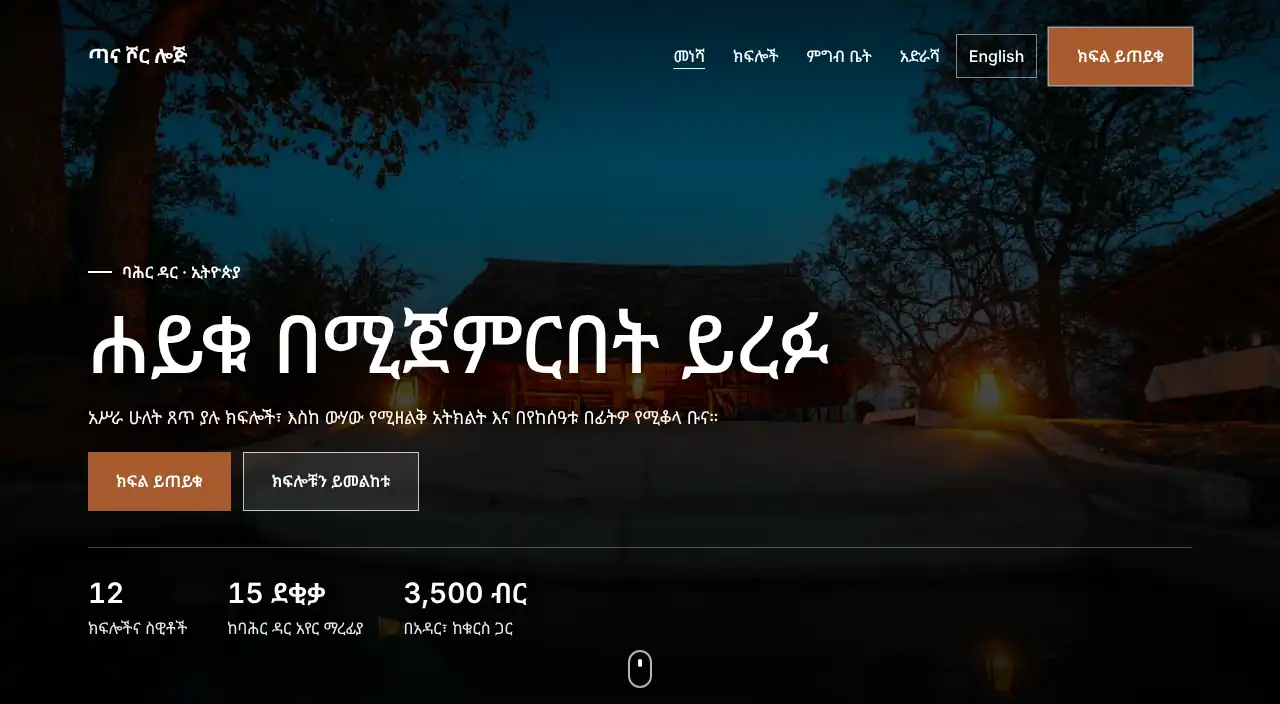 ጣና ሾር ሎጅ
መነሻ ክፍሎች ምግብ ቤት አድራሻ English ክፍል ይጠይቁ
ባሕር ዳር · ኢትዮጵያ
ሐይቁ በሚጀምርበት ይረፉ
አሥራ ሁለት ጸጥ ያሉ ክፍሎች፣ እስከ ውሃው የሚዘልቅ አትክልት እና በየከሰዓቱ በፊትዎ የሚቆላ ቡና።
ክፍል ይጠይቁ ክፍሎቹን ይመልከቱ
12 15 ደቂቃ 3,500 ብር
ክፍሎችና ስዊቶች ከባሕር ዳር አየር ማረፊያ በአዳር፣ ከቁርስ ጋር